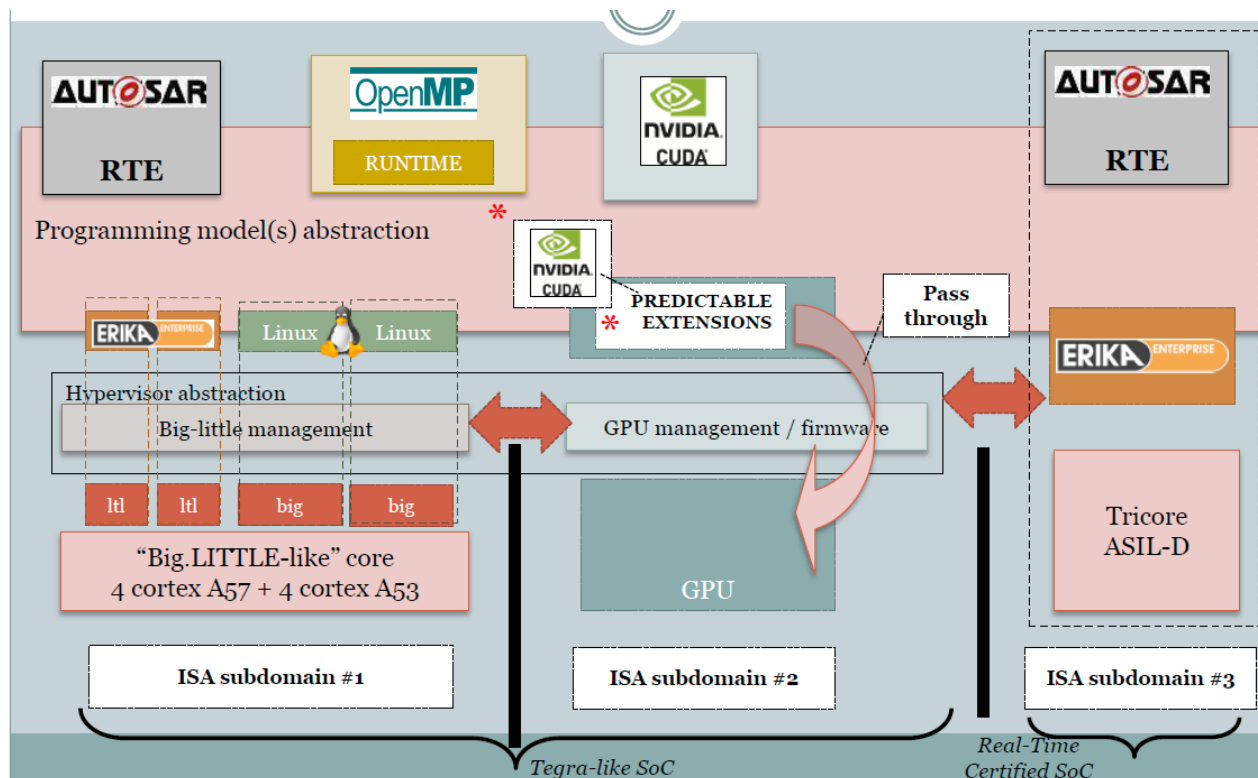 AUTOSAR
RTE
OpenMP
RUNTIME
NVIDIA.
CUDA
AUTOSAR
RTE
Programming model(s) abstraction
*
NVIDIA.
CUDA
* PREDICTABLE
EXTENSIONS
Pass
through
ERIKA ENTERPRISE
Linux
Linux
ERIKA ENTERPRISE
Hypervisor abstraction
Big-little management
GPU management / firmware
ltl
ltl
big
big
“Big.LITTLE-like” core
4 cortex A57 + 4 cortex A53
GPU
Tricore
ASIL-D
ISA subdomain #1
ISA subdomain #2
ISA subdomain #3
Tegra-like SoC
Real-Time
Certified SoC